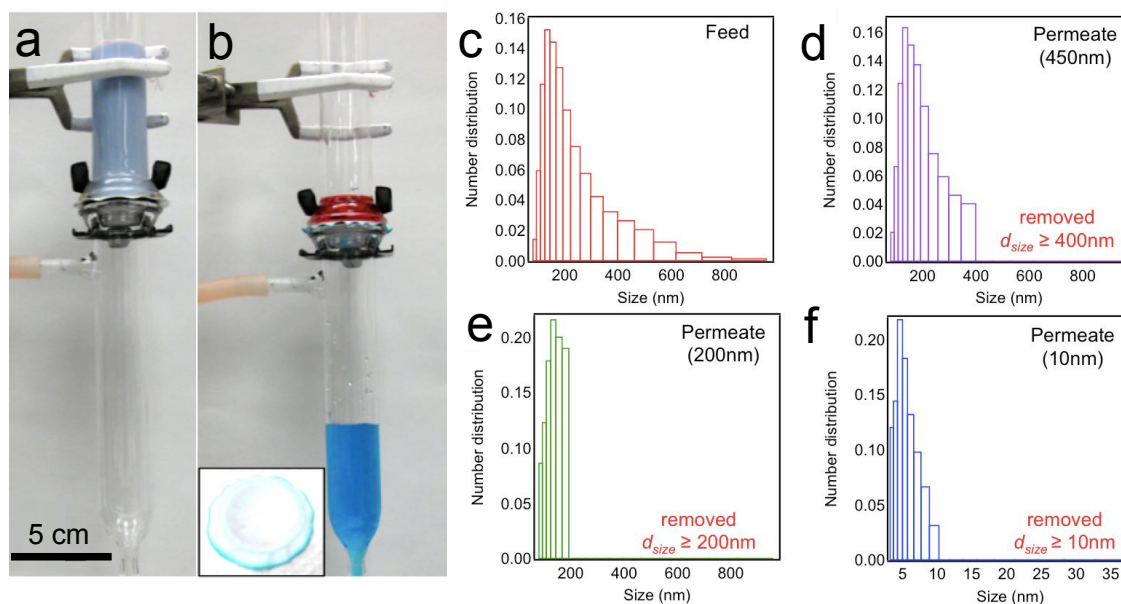 a
5 cm
b
c
Feed
Number distribution
0.16
0.14
0.12
0.10
0.08
0.06
0.04
0.02
0.00
200 400 600 800
Size (nm)
d
Permeate
(450nm)
Number distribution
0.16
0.14
0.12
0.10
0.08
0.06
0.04
0.02
0.00
removed
dsize ≥ 400nm
200 400 600 800
Size (nm)
e
Permeate
(200nm)
Number distribution
0.20
0.15
0.10
0.05
0.00
removed
dsize ≥ 200nm
200 400 600 800
Size (nm)
f
Permeate
(10nm)
Number distribution
0.20
0.15
0.10
0.05
0.00
removed
dsize ≥ 10nm
5 10 15 20 25 30 35
Size (nm)